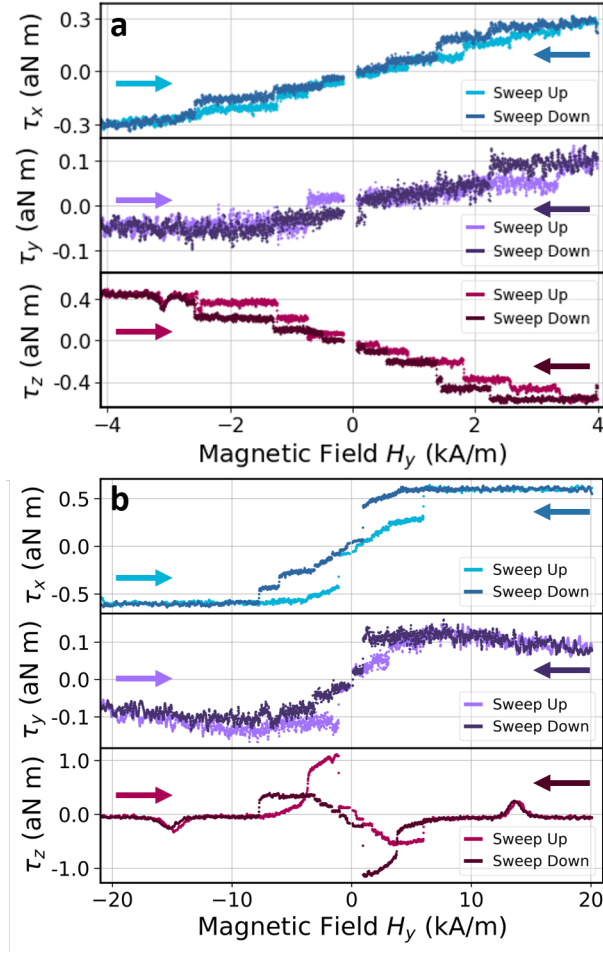 a
0.3
0.0
-0.3
τx (aN m)
Sweep Up
Sweep Down
0.1
0.0
-0.1
τy (aN m)
Sweep Up
Sweep Down
0.4
0.0
-0.4
τz (aN m)
Sweep Up
Sweep Down
−4 −2 0 2 4
Magnetic Field Hy (kA/m)
b
0.5
0.0
-0.5
τx (aN m)
Sweep Up
Sweep Down
0.1
0.0
-0.1
τy (aN m)
Sweep Up
Sweep Down
1.0
0.0
-1.0
τz (aN m)
Sweep Up
Sweep Down
−20 −10 0 10 20
Magnetic Field Hy (kA/m)